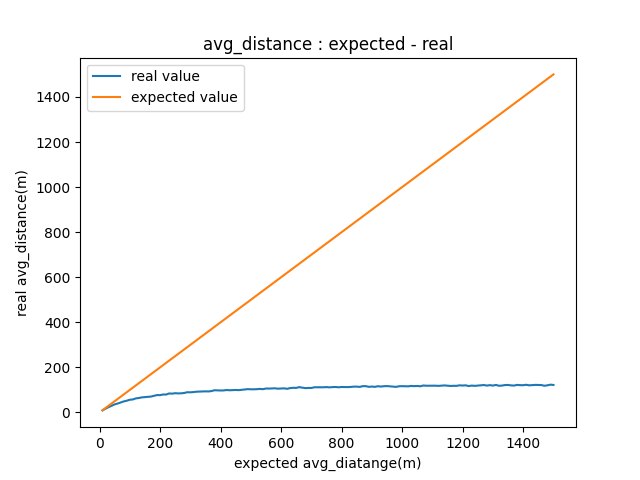 avg_distance : expected - real
real value
expected value
1400
1200
1000
800
600
400
200
0
real avg_distance(m)
0 200 400 600 800 1000 1200 1400
expected avg_diatange(m)